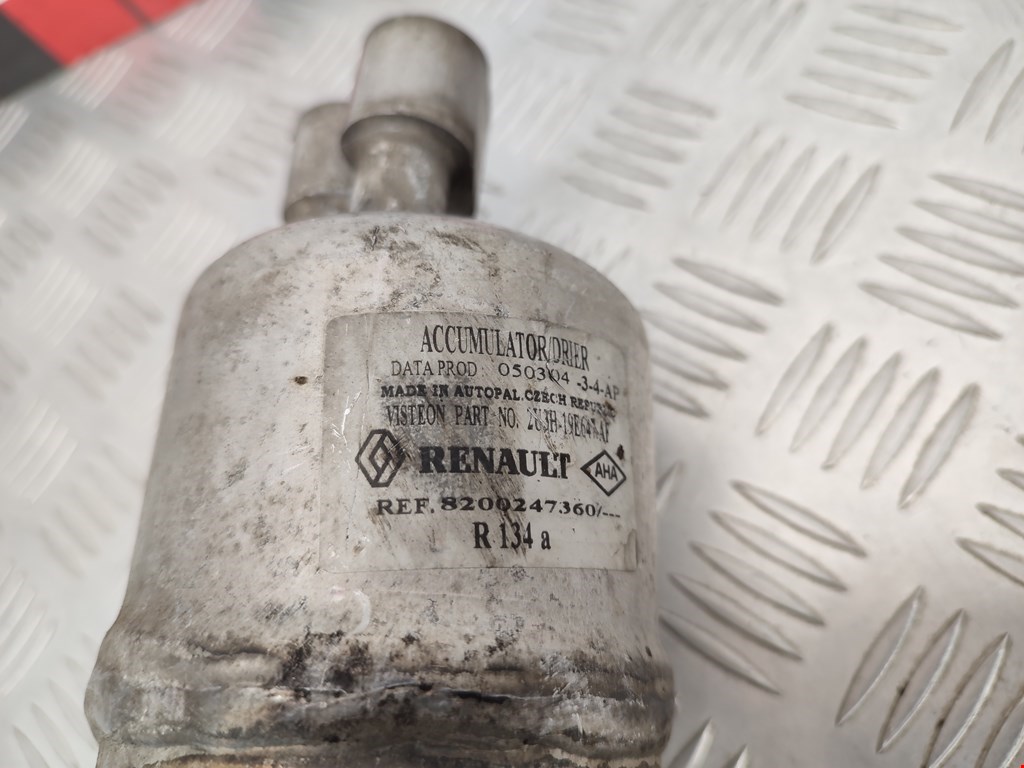 ACCUMULATOR/DRIER
DATA PROD: 050304 -3-4-AP
MADE IN AUTOPAL.CZECH
VISTEON PART NO.
RENAULT AHA
REF. 8200247360/---
R 134 a